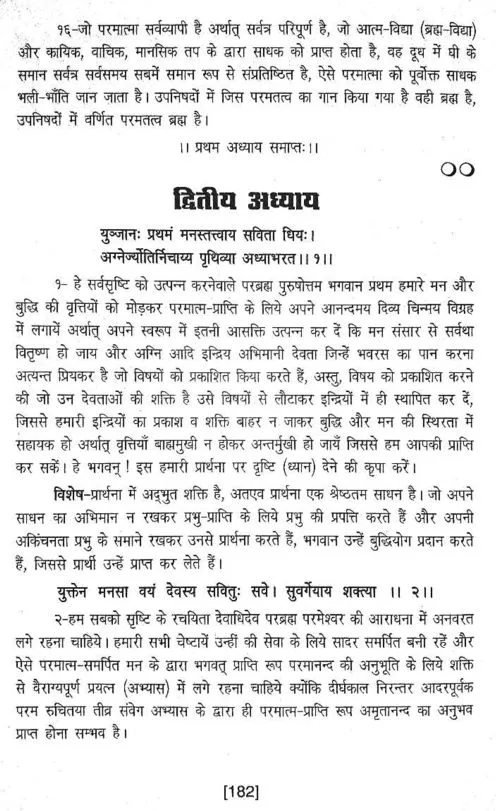 १६-जो परमात्मा सर्वव्यापी है अर्थात् सर्वत्र परिपूर्ण है, जो आत्म-विद्या (ब्रह्म-विद्या)
और कायिक, वाचिक, मानसिक तप के द्वारा साधक को प्राप्त होता है, वह दूध में घी के
समान सर्वत्र सर्वसमय सबमें समान रूप से संप्रतिष्ठित है, ऐसे परमात्मा को पूर्वोक्त साधक
भली-भाँति जान जाता है। उपनिषदों में जिस परमतत्व का गान किया गया है वही ब्रह्म है,
उपनिषदों में वर्णित परमतत्व ब्रह्म है।
।। प्रथम अध्याय समाप्तः।।
द्वितीय अध्याय
युञ्जानः प्रथमं मनस्तत्त्वाय सविता धियः।
अग्नेर्ज्योतिर्निचाय्य पृथिव्या अध्याभरत।। १।।
१- हे सर्वसृष्टि को उत्पन्न करनेवाले परब्रह्म पुरुषोत्तम भगवान प्रथम हमारे मन और
बुद्धि की वृत्तियों को मोड़कर परमात्म-प्राप्ति के लिये अपने आनन्दमय दिव्य चिन्मय विग्रह
में लगायें अर्थात् अपने स्वरूप में इतनी आसक्ति उत्पन्न कर दें कि मन संसार से सर्वथा
वितृष्ण हो जाय और अग्नि आदि इन्द्रिय अभिमानी देवता जिन्हें भवरस का पान करना
अत्यन्त प्रियकर है जो विषयों को प्रकाशित किया करते हैं, अस्तु, विषय को प्रकाशित करने
की जो उन देवताओं की शक्ति है उसे विषयों से लौटाकर इन्द्रियों में ही स्थापित कर दें,
जिससे हमारी इन्द्रियों का प्रकाश व शक्ति बाहर न जाकर बुद्धि और मन की स्थिरता में
सहायक हो अर्थात् वृत्तियाँ बाह्यमुखी न होकर अन्तर्मुखी हो जायँ जिससे हम आपकी प्राप्ति
कर सकें। हे भगवन्! इस हमारी प्रार्थना पर दृष्टि (ध्यान) देने की कृपा करें।
विशेष-प्रार्थना में अद्‌भुत शक्ति है, अतएव प्रार्थना एक श्रेष्ठतम साधन है। जो अपने
साधन का अभिमान न रखकर प्रभु-प्राप्ति के लिये प्रभु की प्रपत्ति करते हैं और अपनी
अकिंचनता प्रभु के समाने रखकर उनसे प्रार्थना करते हैं, भगवान उन्हें बुद्धियोग प्रदान करते
हैं, जिससे प्रार्थी उन्हें प्राप्त कर लेते हैं।
युक्तेन मनसा वयं देवस्य सवितुः सवे। सुवर्गेयाय शक्त्या ।। २।।
२-हम सबको सृष्टि के रचयिता देवाधिदेव परब्रह्म परमेश्वर की आराधना में अनवरत
लगे रहना चाहिये। हमारी सभी चेष्टायें उन्हीं की सेवा के लिये सादर समर्पित बनी रहें और
ऐसे परमात्म-समर्पित मन के द्वारा भगवत् प्राप्ति रूप परमानन्द की अनुभूति के लिये शक्ति
से वैराग्यपूर्ण प्रयत्न (अभ्यास) में लगे रहना चाहिये क्योंकि दीर्घकाल निरन्तर आदरपूर्वक
परम रुचितया तीव्र संवेग अभ्यास के द्वारा ही परमात्म-प्राप्ति रूप अमृतानन्द का अनुभव
प्राप्त होना सम्भव है।
[182]